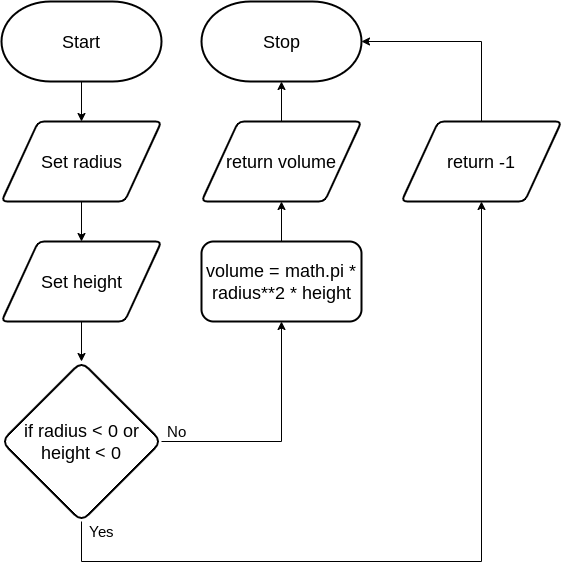 Start
Stop
Set radius
return volume
return -1
Set height
volume = math.pi *
radius**2 * height
if radius < 0 or
height < 0
No
Yes